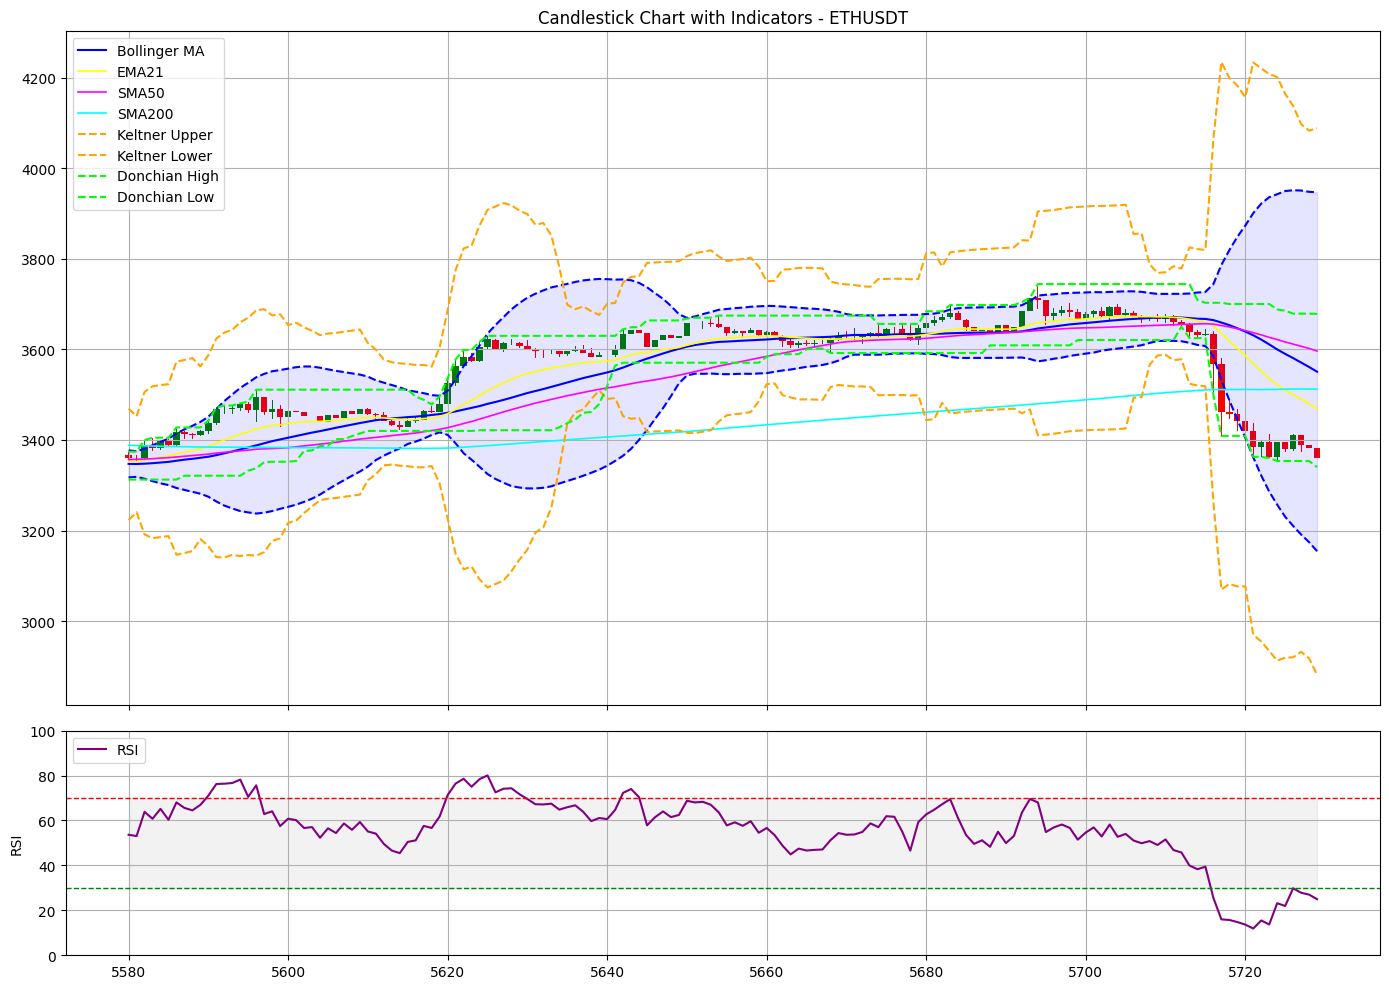 Candlestick Chart with Indicators - ETHUSDT
Bollinger MA
EMA21
SMA50
SMA200
Keltner Upper
Keltner Lower
Donchian High
Donchian Low
4200
4000
3800
3600
3400
3200
3000
RSI
100
80
60
40
20
0
RSI
5580
5600
5620
5640
5660
5680
5700
5720